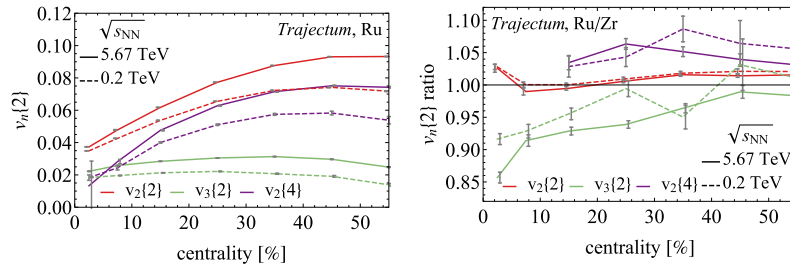 Trajectum, Ru
√sNN
5.67 TeV
0.2 TeV
vn{2}
0.12
0.10
0.08
0.06
0.04
0.02
0.00
v2{2} v3{2} v2{4}
0 10 20 30 40 50
centrality [%]
Trajectum, Ru/Zr
vn{2} ratio
1.10
1.05
1.00
0.95
0.90
0.85
√sNN
5.67 TeV
0.2 TeV
v2{2} v3{2} v2{4}
0 10 20 30 40 50
centrality [%]